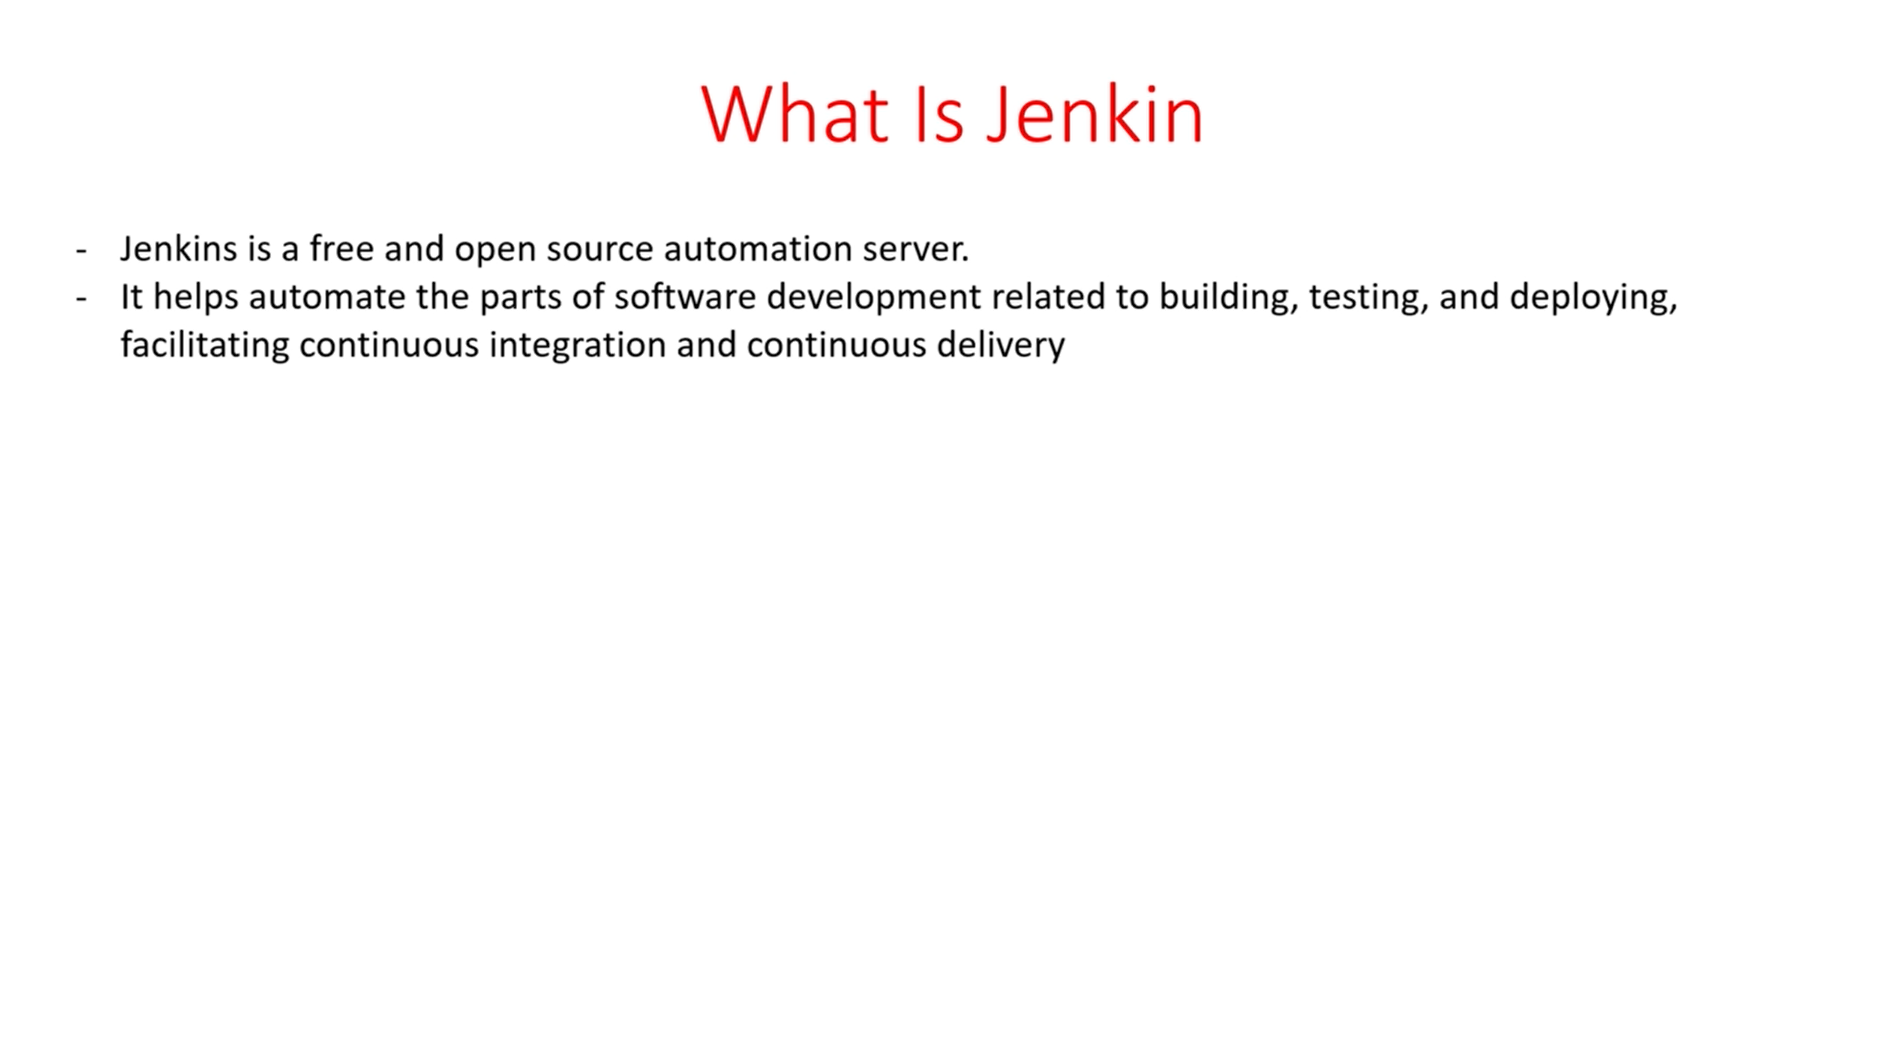 What Is Jenkin
- Jenkins is a free and open source automation server.
- It helps automate the parts of software development related to building, testing, and deploying,
facilitating continuous integration and continuous delivery